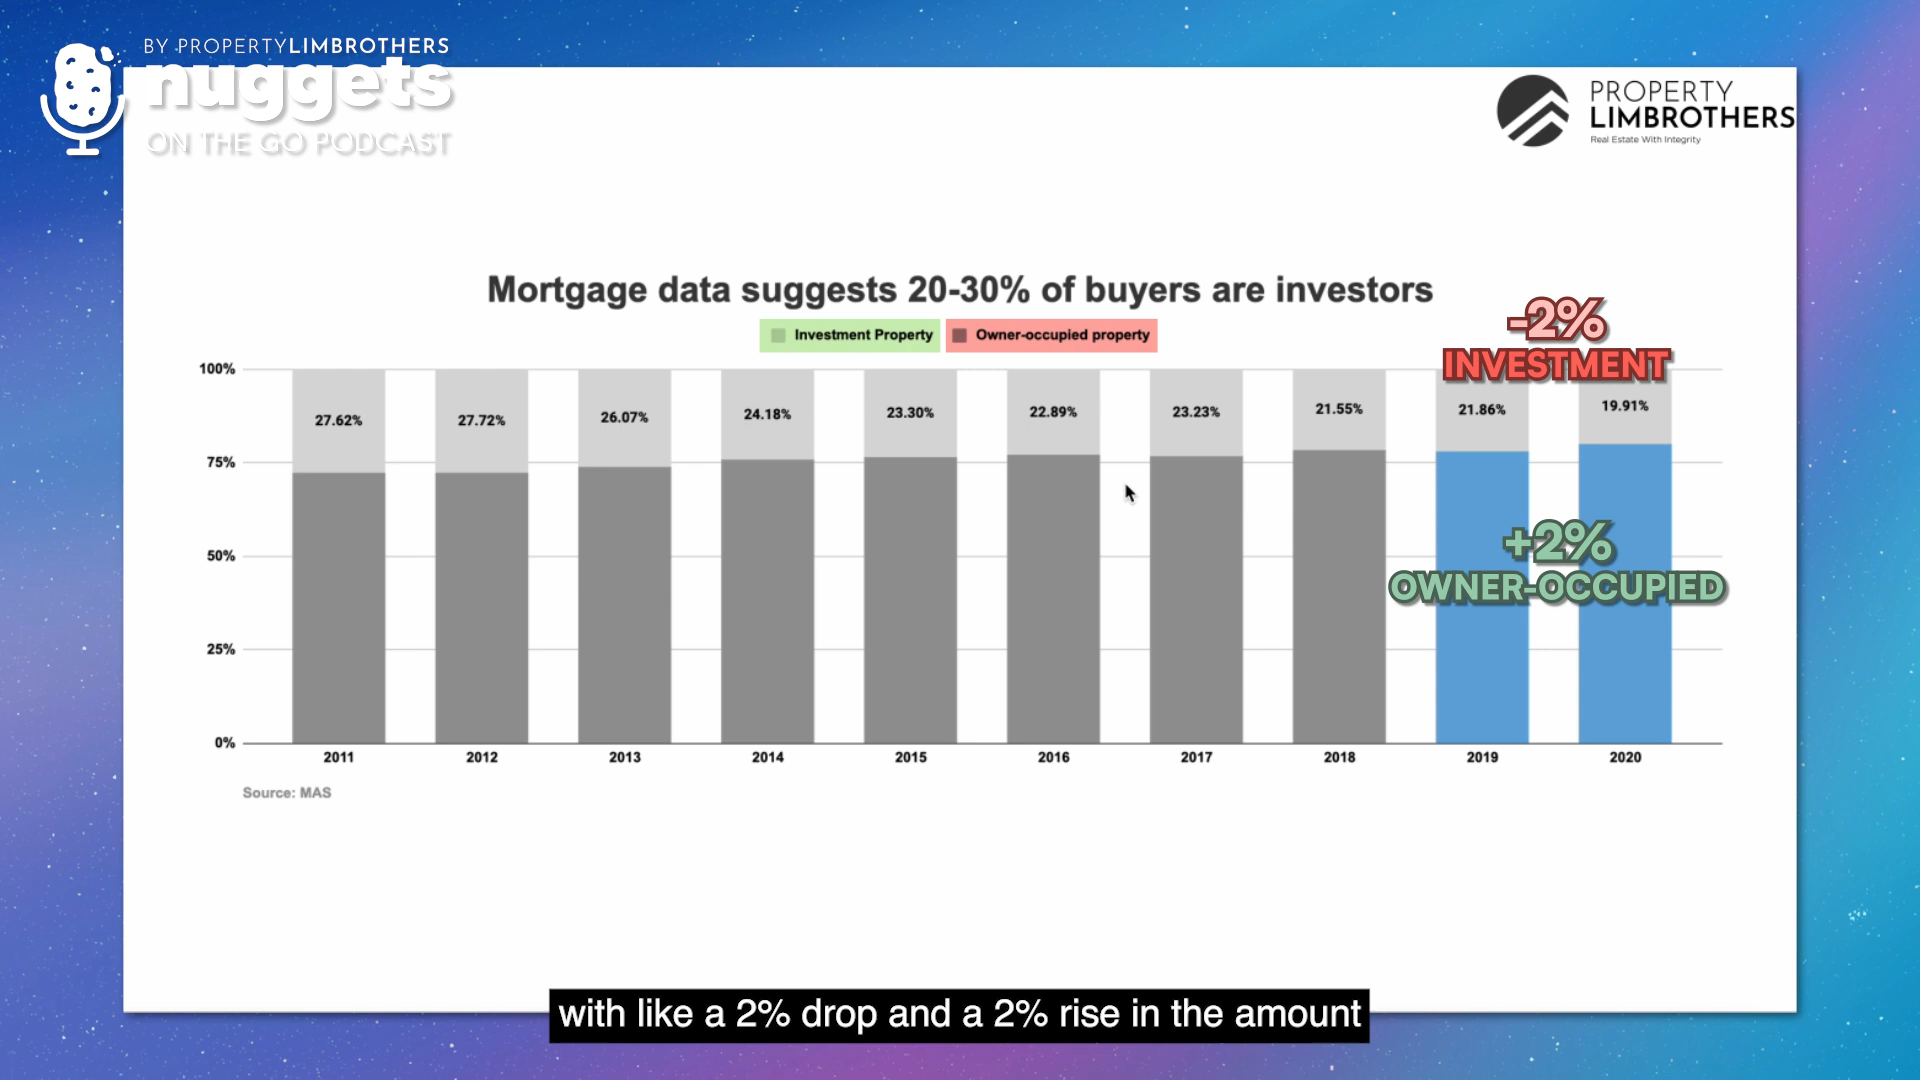 BY PROPERTYLIMBROTHERS
nuggets
ON THE GO PODCAST
PROPERTY
LIMBROTHERS
Real Estate With Integrity
Mortgage data suggests 20-30% of buyers are investors
Investment Property Owner-occupied property
-2%
INVESTMENT
100%
27.62% 27.72% 26.07% 24.18% 23.30% 22.89% 23.23% 21.55% 21.86% 19.91%
75%
+2%
50%
OWNER-OCCUPIED
25%
0%
2011 2012 2013 2014 2015 2016 2017 2018 2019 2020
Source: MAS
with like a 2% drop and a 2% rise in the amount